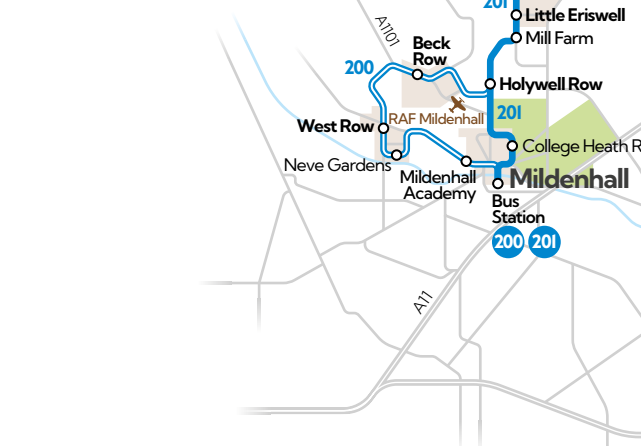 201
Little Eriswell
A1101
Mill Farm
Beck
Row
200
Holywell Row
201
RAF Mildenhall
West Row
College Heath R
Neve Gardens
Mildenhall
Academy
Mildenhall
Bus
Station
200 201
A11